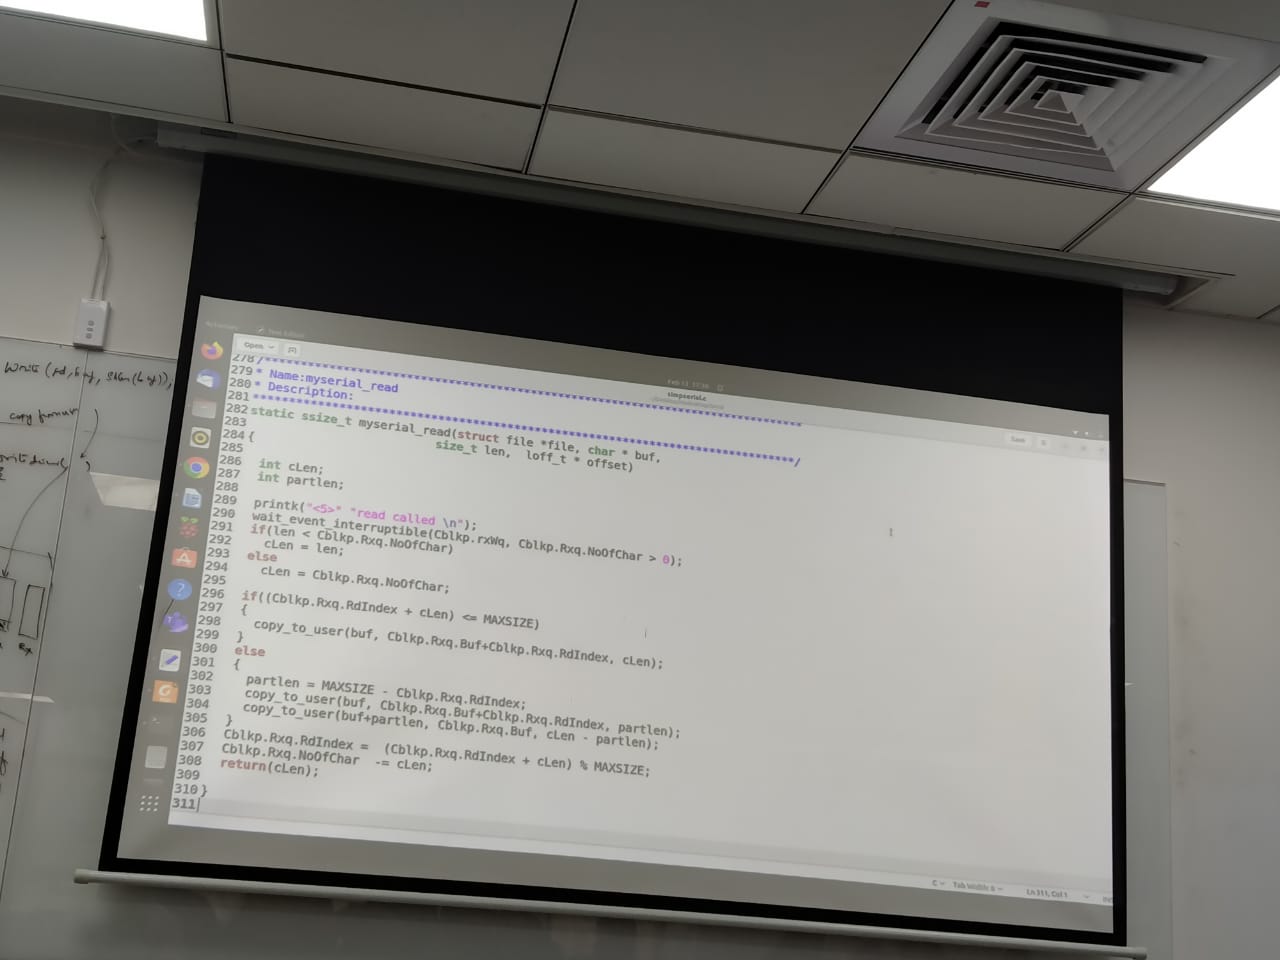 Write (fd, buf, strlen(buf)),
copy from user
Rx
Text Editor
Open
simpserial.c
Save
278 /***********************************************************************
279 * Name:myserial_read
280 * Description:
281 ***********************************************************************/
282 static ssize_t myserial_read(struct file *file, char * buf,
283 size_t len, loff_t * offset)
284 {
285
286 int cLen;
287 int partlen;
288
289 printk("<5>" "read called \n");
290 wait_event_interruptible(Cblkp.rxWq, Cblkp.Rxq.NoOfChar > 0);
291 if(len < Cblkp.Rxq.NoOfChar)
292 cLen = len;
293 else
294 cLen = Cblkp.Rxq.NoOfChar;
295
296 if((Cblkp.Rxq.RdIndex + cLen) <= MAXSIZE)
297 {
298 copy_to_user(buf, Cblkp.Rxq.Buf+Cblkp.Rxq.RdIndex, cLen);
299 }
300 else
301 {
302 partlen = MAXSIZE - Cblkp.Rxq.RdIndex;
303 copy_to_user(buf, Cblkp.Rxq.Buf+Cblkp.Rxq.RdIndex, partlen);
304 copy_to_user(buf+partlen, Cblkp.Rxq.Buf, cLen - partlen);
305 }
306 Cblkp.Rxq.RdIndex = (Cblkp.Rxq.RdIndex + cLen) % MAXSIZE;
307 Cblkp.Rxq.NoOfChar -= cLen;
308 return(cLen);
309
310 }
311
C Tab Width: 8 Ln 311, Col 1 INS